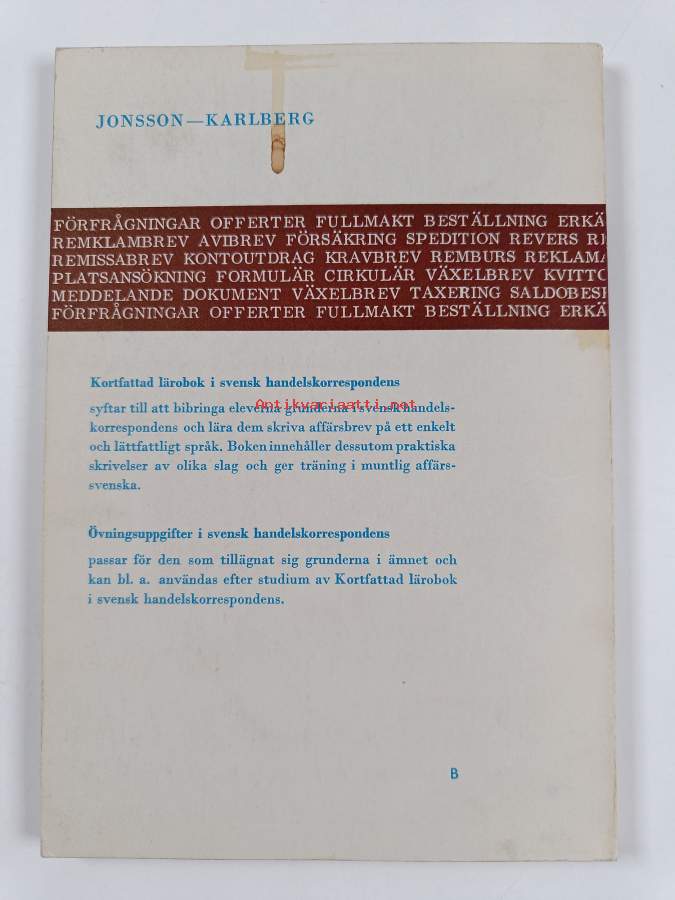 JONSSON—KARLBERG
FÖRFRÅGNINGAR OFFERTER FULLMAKT BESTÄLLNING ERKÄ
REMKLAMBREV AVIBREV FÖRSÄKRING SPEDITION REVERS
REMISSABREV KONTOUTDRAG KRAVBREV REMBURS REKLAMA
PLATSANSÖKNING FORMULÄR CIRKULÄR VÄXELBREV KVITTO
MEDDELANDE DOKUMENT VÄXELBREV TAXERING SALDOBESK
FÖRFRÅGNINGAR OFFERTER FULLMAKT BESTÄLLNING ERKÄ
Kortfattad lärobok i svensk handelskorrespondens
syftar till att bibringa eleverna grunderna i svensk handels-
Antikvaciaatti.net
korrespondens och lära dem skriva affärsbrev på ett enkelt
och lättfattligt språk. Boken innehåller dessutom praktiska
skrivelser av olika slag och ger träning i muntlig affärs-
svenska.
Övningsuppgifter i svensk handelskorrespondens
passar för den som tillägnat sig grunderna i ämnet och
kan bl. a. användas efter studium av Kortfattad lärobok
i svensk handelskorrespondens.
B